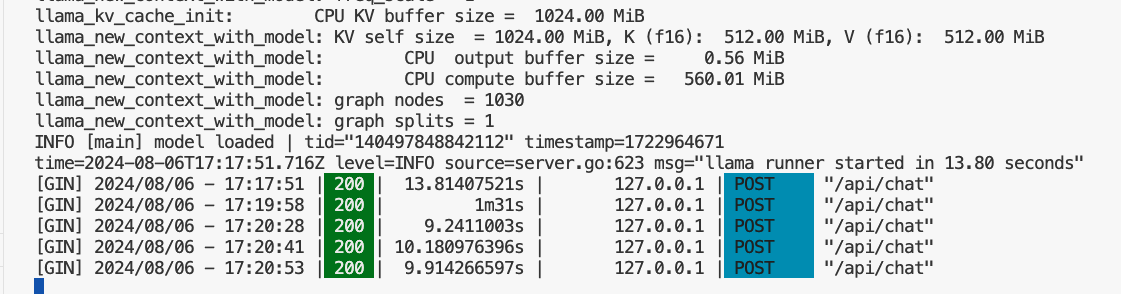 llama_kv_cache_init:        CPU KV buffer size =  1024.00 MiB
llama_new_context_with_model: KV self size  = 1024.00 MiB, K (f16):  512.00 MiB, V (f16):  512.00 MiB
llama_new_context_with_model:        CPU  output buffer size =     0.56 MiB
llama_new_context_with_model:        CPU compute buffer size =   560.01 MiB
llama_new_context_with_model: graph nodes  = 1030
llama_new_context_with_model: graph splits = 1
INFO [main] model loaded | tid="140497848842112" timestamp=1722964671
time=2024-08-06T17:17:51.716Z level=INFO source=server.go:623 msg="llama runner started in 13.80 seconds"
[GIN] 2024/08/06 - 17:17:51 | 200 |  13.81407521s |       127.0.0.1 | POST     "/api/chat"
[GIN] 2024/08/06 - 17:19:58 | 200 |         1m31s |       127.0.0.1 | POST     "/api/chat"
[GIN] 2024/08/06 - 17:20:28 | 200 |    9.2411003s |       127.0.0.1 | POST     "/api/chat"
[GIN] 2024/08/06 - 17:20:41 | 200 | 10.180976396s |       127.0.0.1 | POST     "/api/chat"
[GIN] 2024/08/06 - 17:20:53 | 200 |  9.914266597s |       127.0.0.1 | POST     "/api/chat"